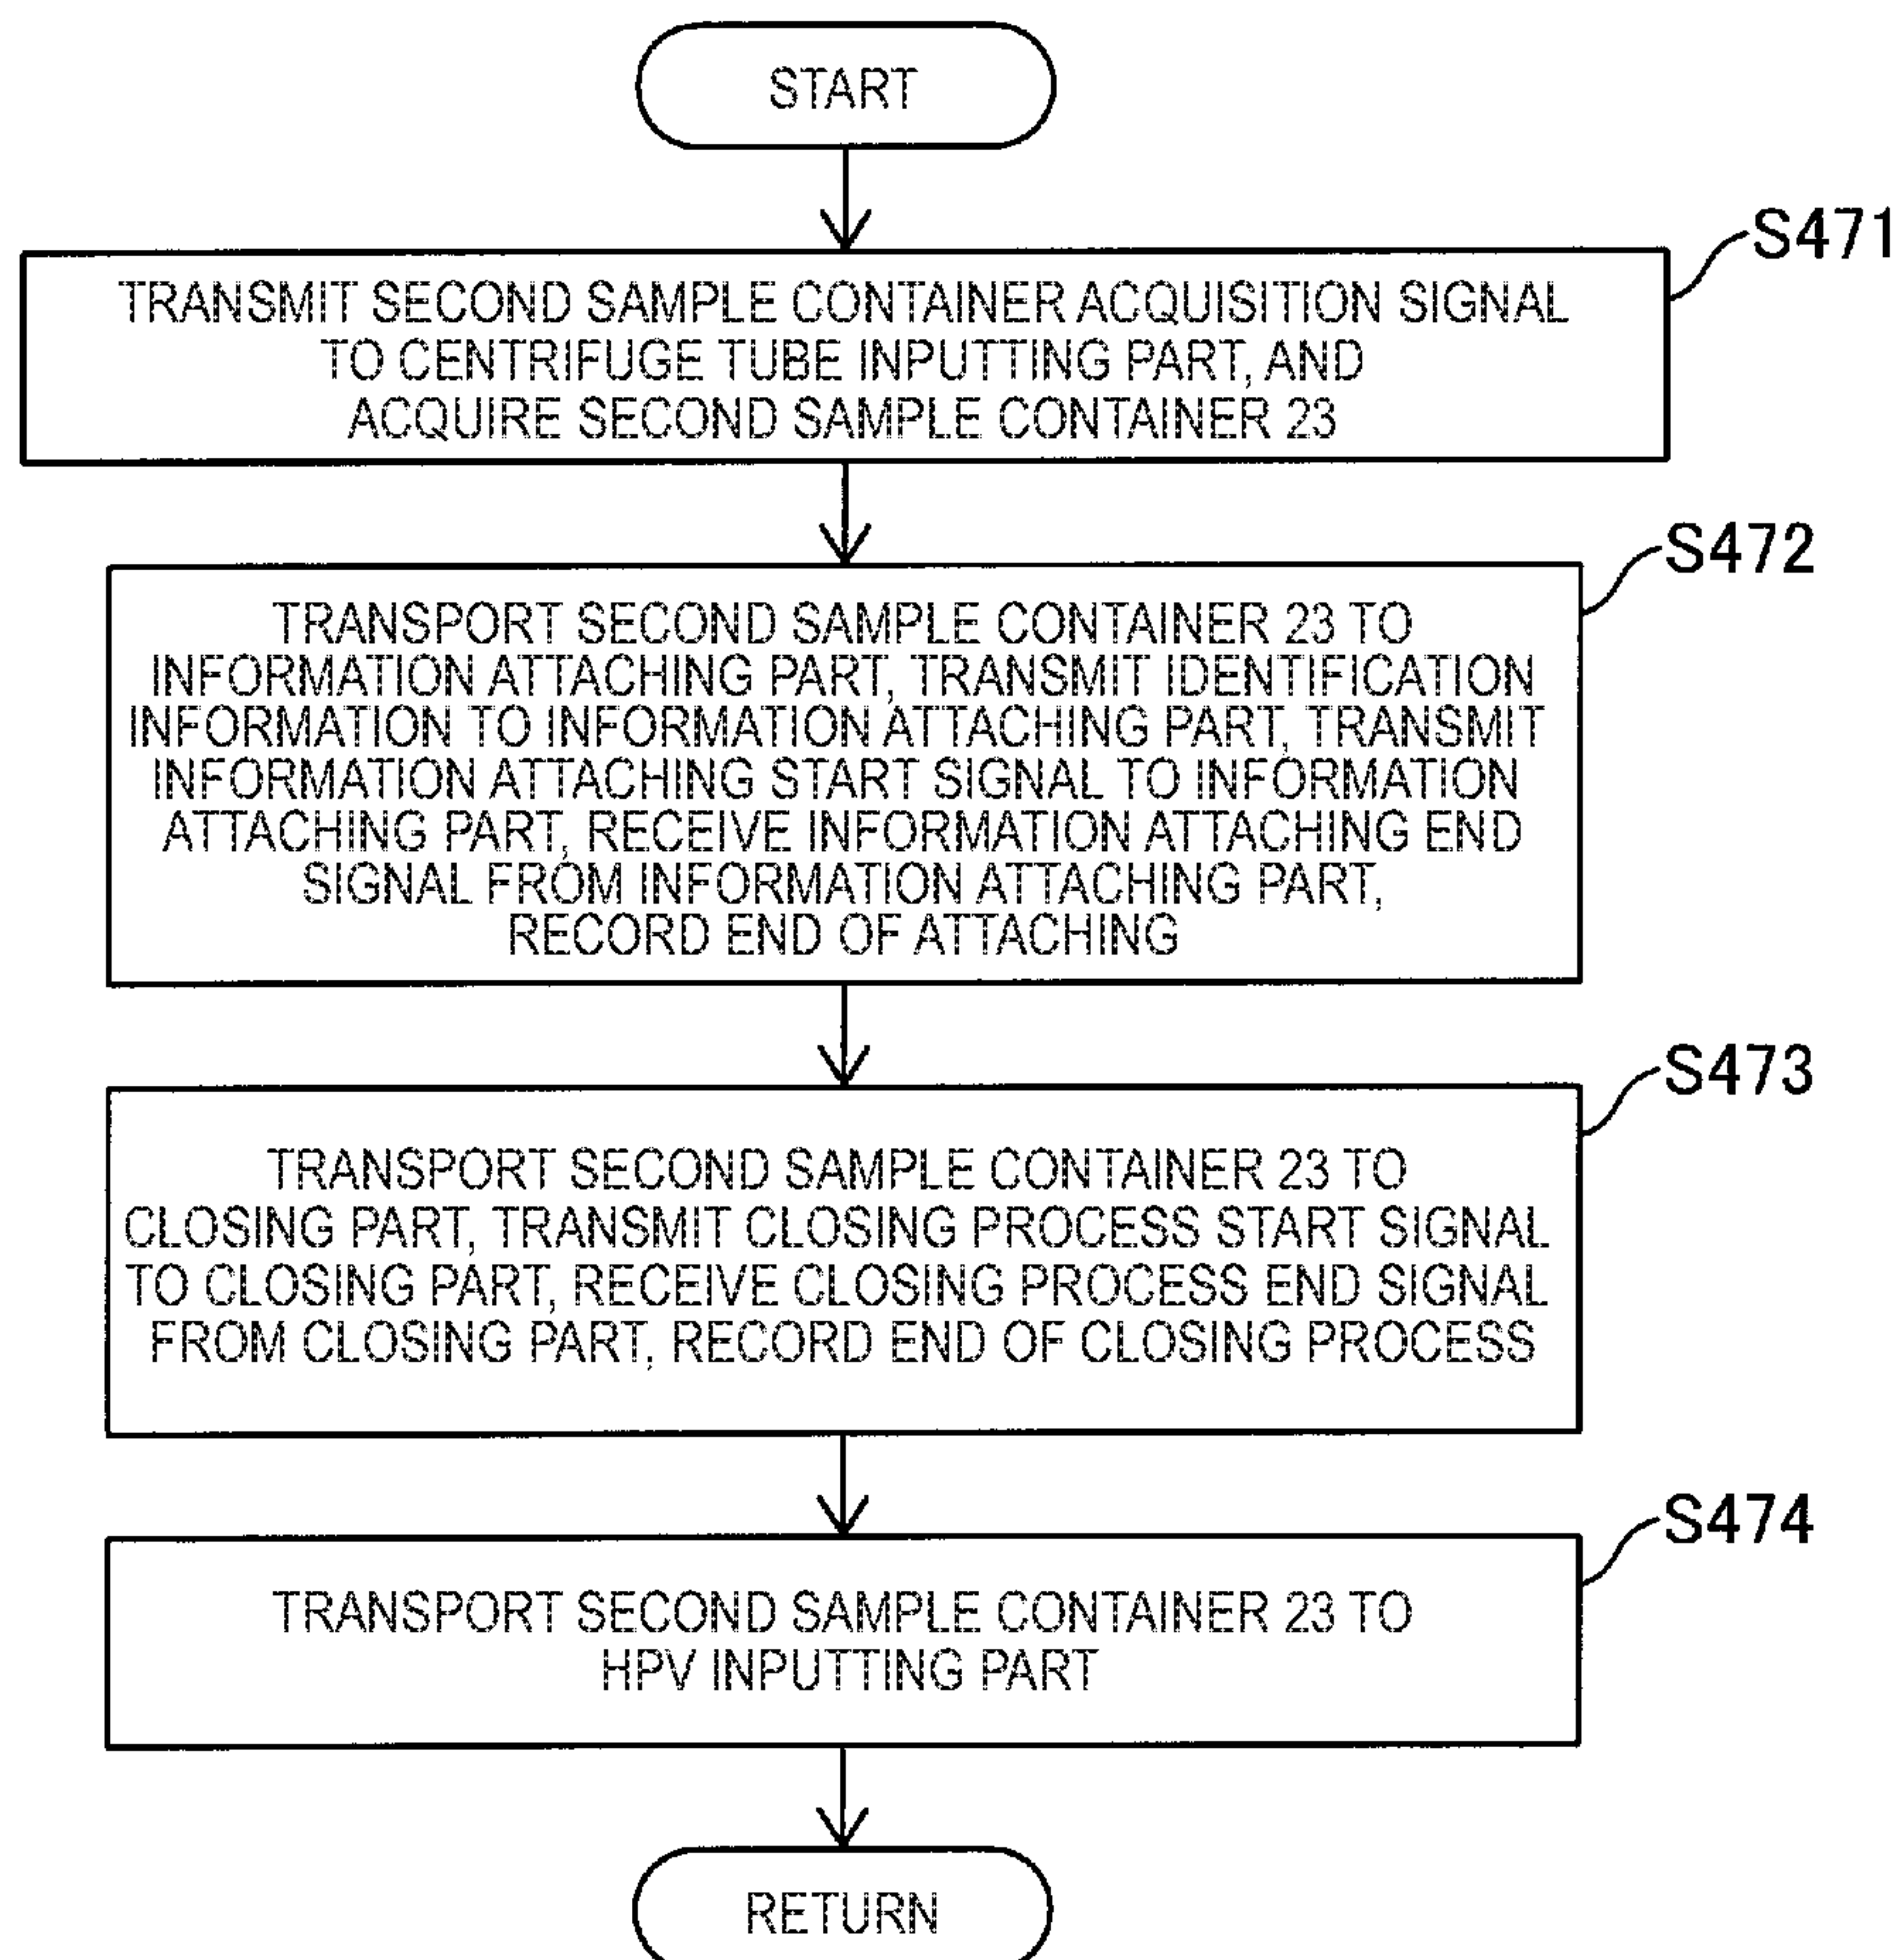 START
S471
TRANSMIT SECOND SAMPLE CONTAINER ACQUISITION SIGNAL
TO CENTRIFUGE TUBE INPUTTING PART, AND
ACQUIRE SECOND SAMPLE CONTAINER 23
S472
TRANSPORT SECOND SAMPLE CONTAINER 23 TO
INFORMATION ATTACHING PART, TRANSMIT IDENTIFICATION
INFORMATION TO INFORMATION ATTACHING PART, TRANSMIT
INFORMATION ATTACHING START SIGNAL TO INFORMATION
ATTACHING PART, RECEIVE INFORMATION ATTACHING END
SIGNAL FROM INFORMATION ATTACHING PART,
RECORD END OF ATTACHING
S473
TRANSPORT SECOND SAMPLE CONTAINER 23 TO
CLOSING PART, TRANSMIT CLOSING PROCESS START SIGNAL
TO CLOSING PART, RECEIVE CLOSING PROCESS END SIGNAL
FROM CLOSING PART, RECORD END OF CLOSING PROCESS
S474
TRANSPORT SECOND SAMPLE CONTAINER 23 TO
HPV INPUTTING PART
RETURN